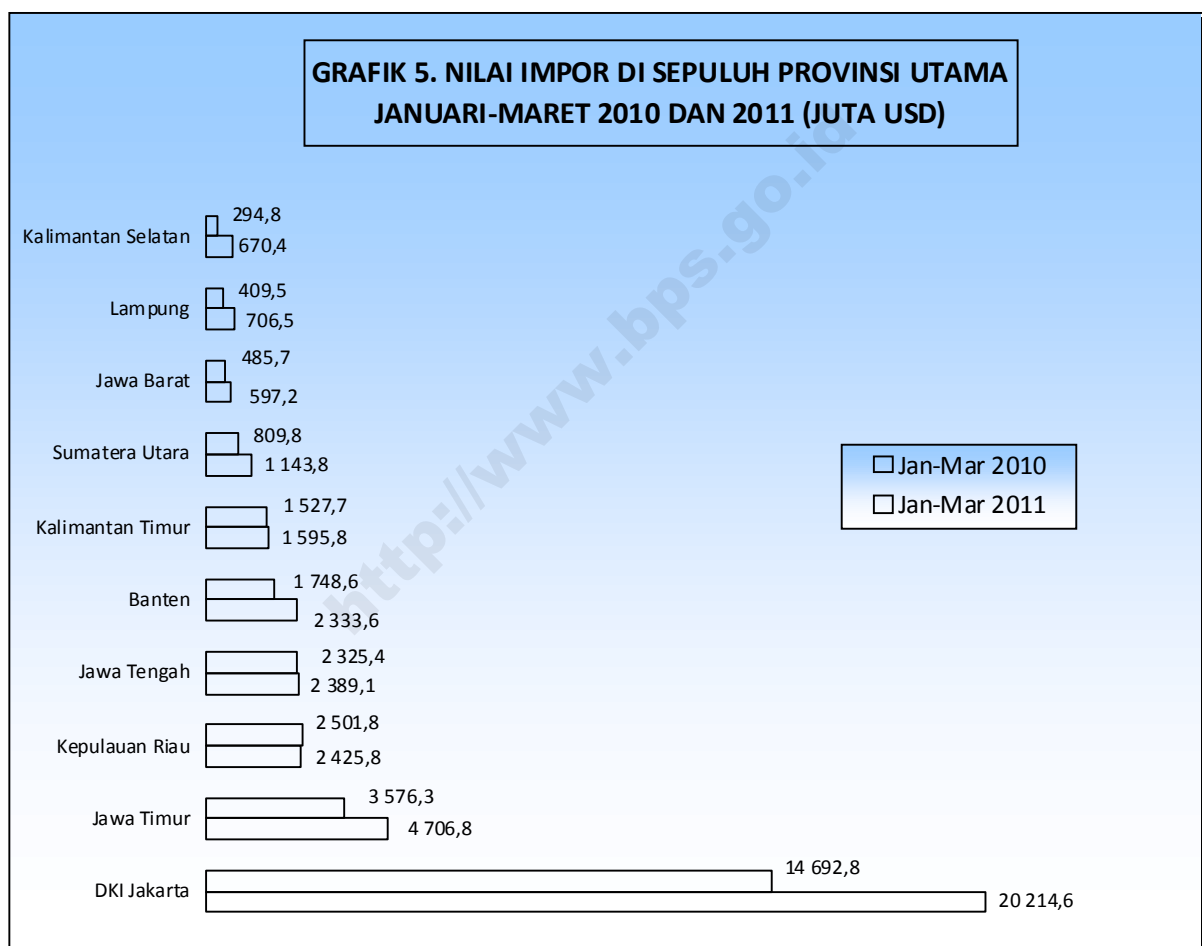 GRAFIK 5. NILAI IMPOR DI SEPULUH PROVINSI UTAMA
JANUARI-MARET 2010 DAN 2011 (JUTA USD)
http://www.bps.go.id
Kalimantan Selatan
294,8
670,4
Lampung
409,5
706,5
Jawa Barat
485,7
597,2
Sumatera Utara
809,8
1 143,8
Kalimantan Timur
1 527,7
1 595,8
Banten
1 748,6
2 333,6
Jawa Tengah
2 325,4
2 389,1
Kepulauan Riau
2 501,8
2 425,8
Jawa Timur
3 576,3
4 706,8
DKI Jakarta
14 692,8
20 214,6
Jan-Mar 2010
Jan-Mar 2011